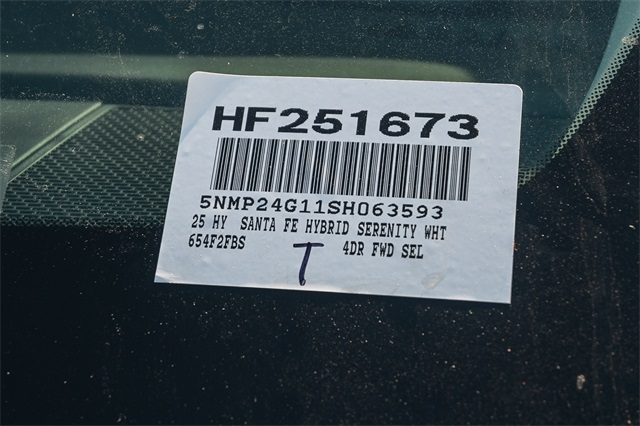 HF251673
5NMP24G11SH063593
25 HY SANTA FE HYBRID SERENITY WHT
654F2FBS 4DR FWD SEL
T